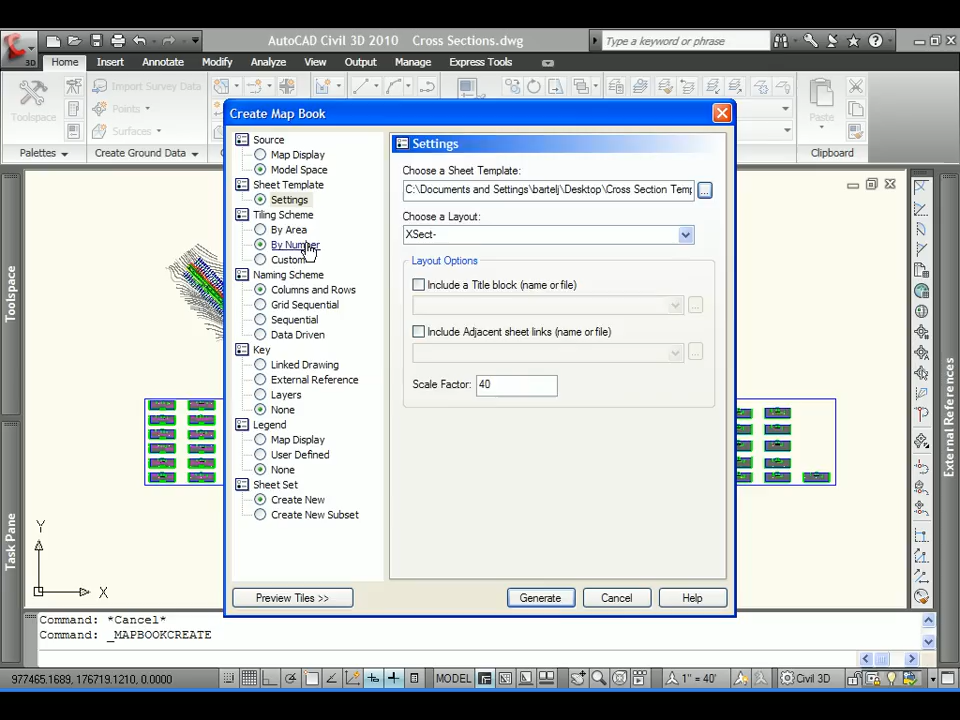 AutoCAD Civil 3D 2010 Cross Sections.dwg
Type a keyword or phrase
3D
Home Insert Annotate Modify View Analyze Output Manage Express Tools
Toolspace
Import Survey Data
Points
Surfaces
Paste
Palettes Create Ground Data Clipboard
Create Map Book
Source
Map Display
Model Space
Sheet Template
Settings
Tiling Scheme
By Area
By Number
Custom
Naming Scheme
Columns and Rows
Grid Sequential
Sequential
Data Driven
Key
Linked Drawing
External Reference
Layers
None
Legend
Map Display
User Defined
None
Sheet Set
Create New
Create New Subset
Settings
Choose a Sheet Template:
C:\Documents and Settings\bartelj\Desktop\Cross Section Temp
...
Choose a Layout:
XSect-
Layout Options
Include a Title block (name or file)
Include Adjacent sheet links (name or file)
Scale Factor: 40
Preview Tiles >> Generate Cancel Help
Toolspace
Task Pane
External References
Y
X
Command: *Cancel*
Command: _MAPBOOKCREATE
977465.1689, 176719.1210, 0.0000 MODEL 1" = 40' Civil 3D